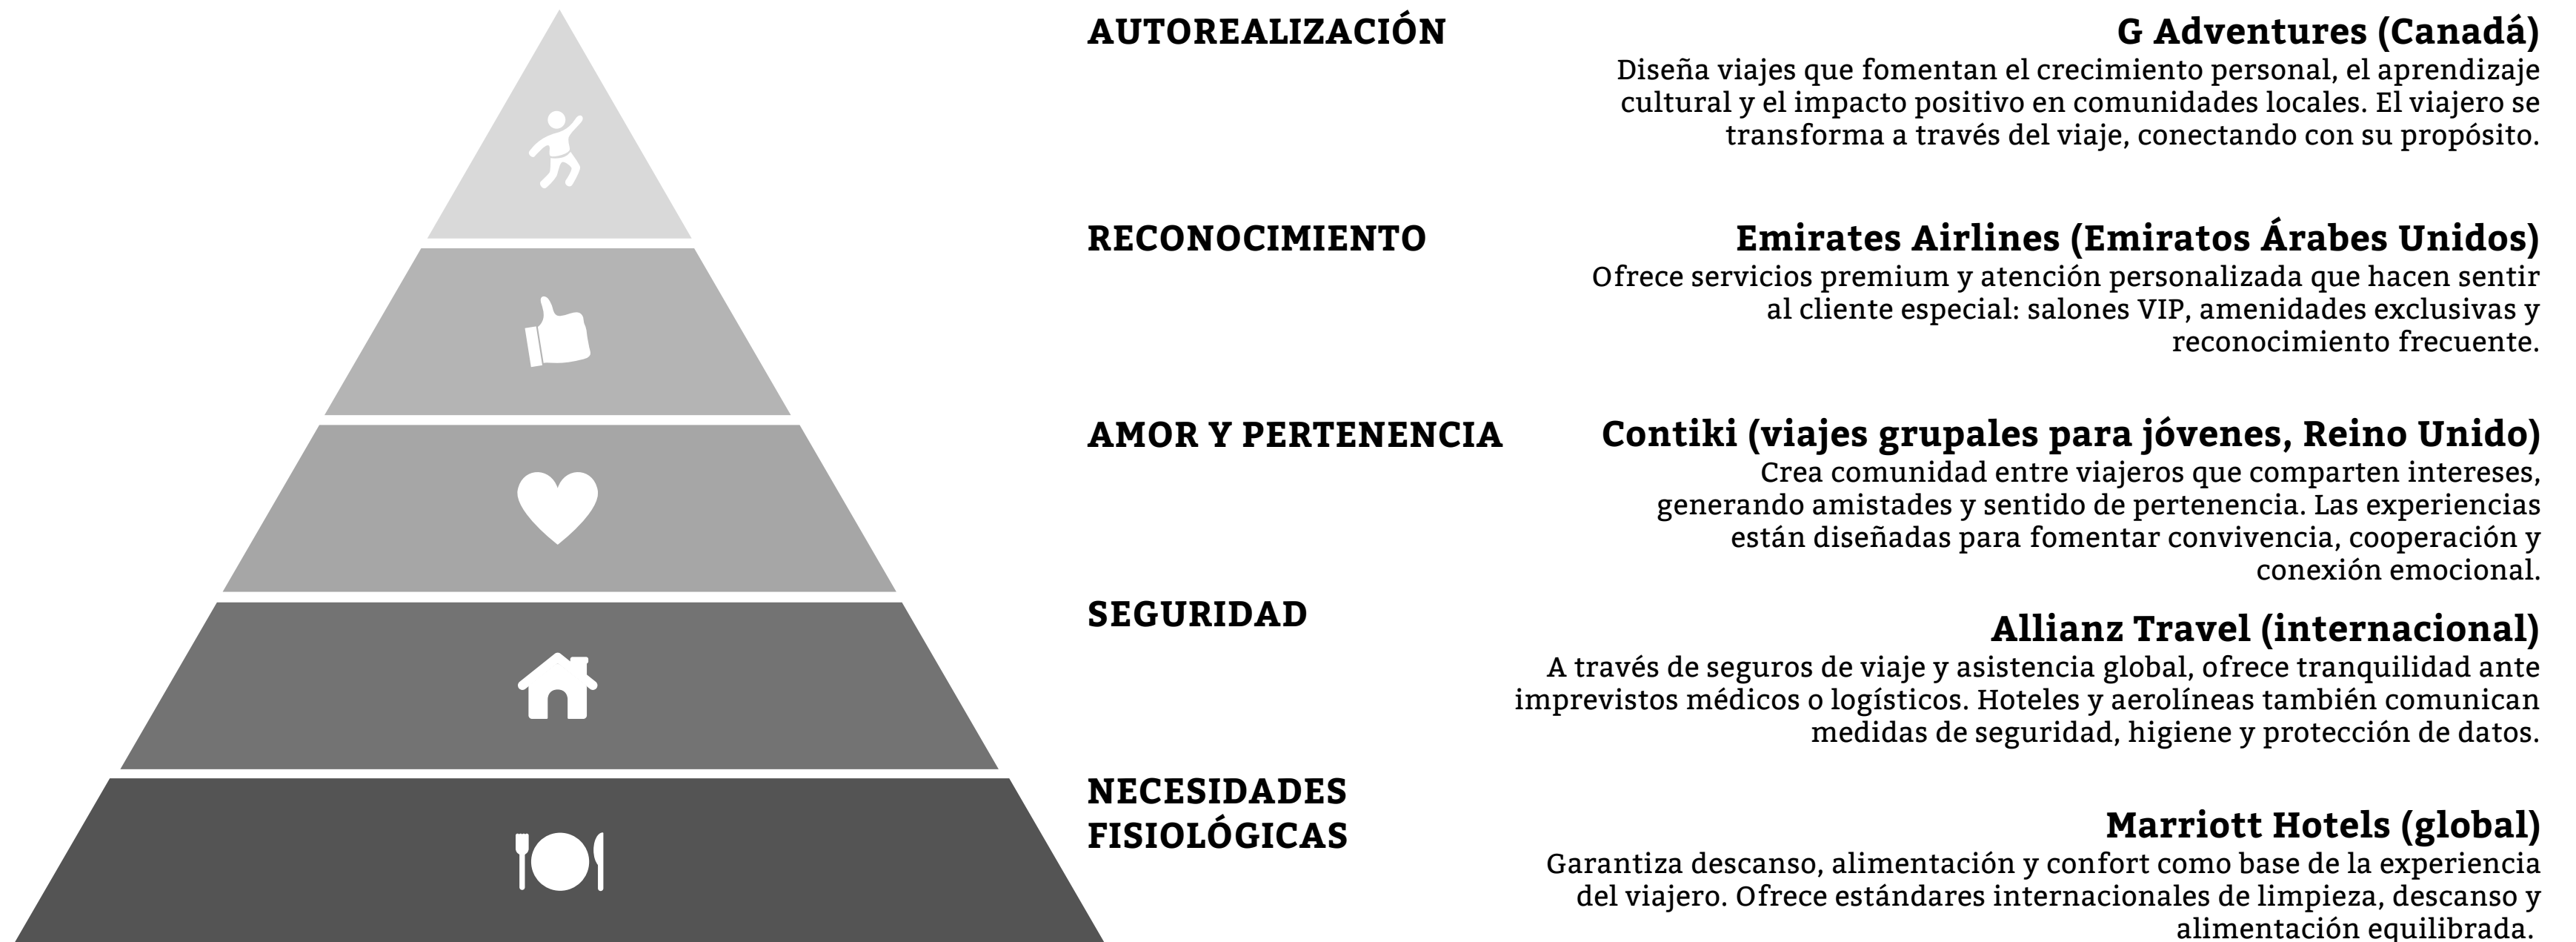 AUTOREALIZACIÓN
G Adventures (Canadá)
Diseña viajes que fomentan el crecimiento personal, el aprendizaje
cultural y el impacto positivo en comunidades locales. El viajero se
transforma a través del viaje, conectando con su propósito.
RECONOCIMIENTO
Emirates Airlines (Emiratos Árabes Unidos)
Ofrece servicios premium y atención personalizada que hacen sentir
al cliente especial: salones VIP, amenidades exclusivas y
reconocimiento frecuente.
AMOR Y PERTENENCIA
Contiki (viajes grupales para jóvenes, Reino Unido)
Crea comunidad entre viajeros que comparten intereses,
generando amistades y sentido de pertenencia. Las experiencias
están diseñadas para fomentar convivencia, cooperación y
conexión emocional.
SEGURIDAD
Allianz Travel (internacional)
A través de seguros de viaje y asistencia global, ofrece tranquilidad ante
imprevistos médicos o logísticos. Hoteles y aerolíneas también comunican
medidas de seguridad, higiene y protección de datos.
NECESIDADES
FISIOLÓGICAS
Marriott Hotels (global)
Garantiza descanso, alimentación y confort como base de la experiencia
del viajero. Ofrece estándares internacionales de limpieza, descanso y
alimentación equilibrada.